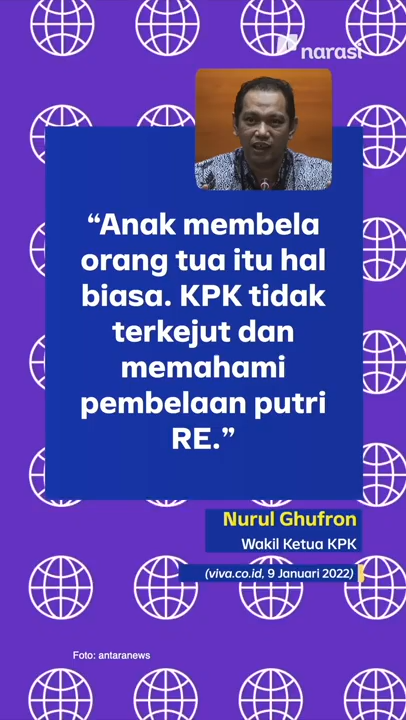 narasi
“Anak membela
orang tua itu hal
biasa. KPK tidak
terkejut dan
memahami
pembelaan putri
RE.”
Nurul Ghufron
Wakil Ketua KPK
(viva.co.id, 9 Januari 2022)
Foto: antaranews